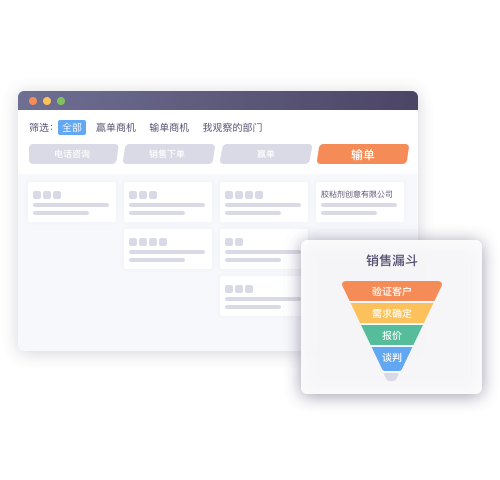 筛选: 全部 赢单商机 输单商机 我观察的部门
电话咨询 销售下单 赢单 输单
胶粘剂创意有限公司
销售漏斗
验证客户
需求确定
报价
谈判